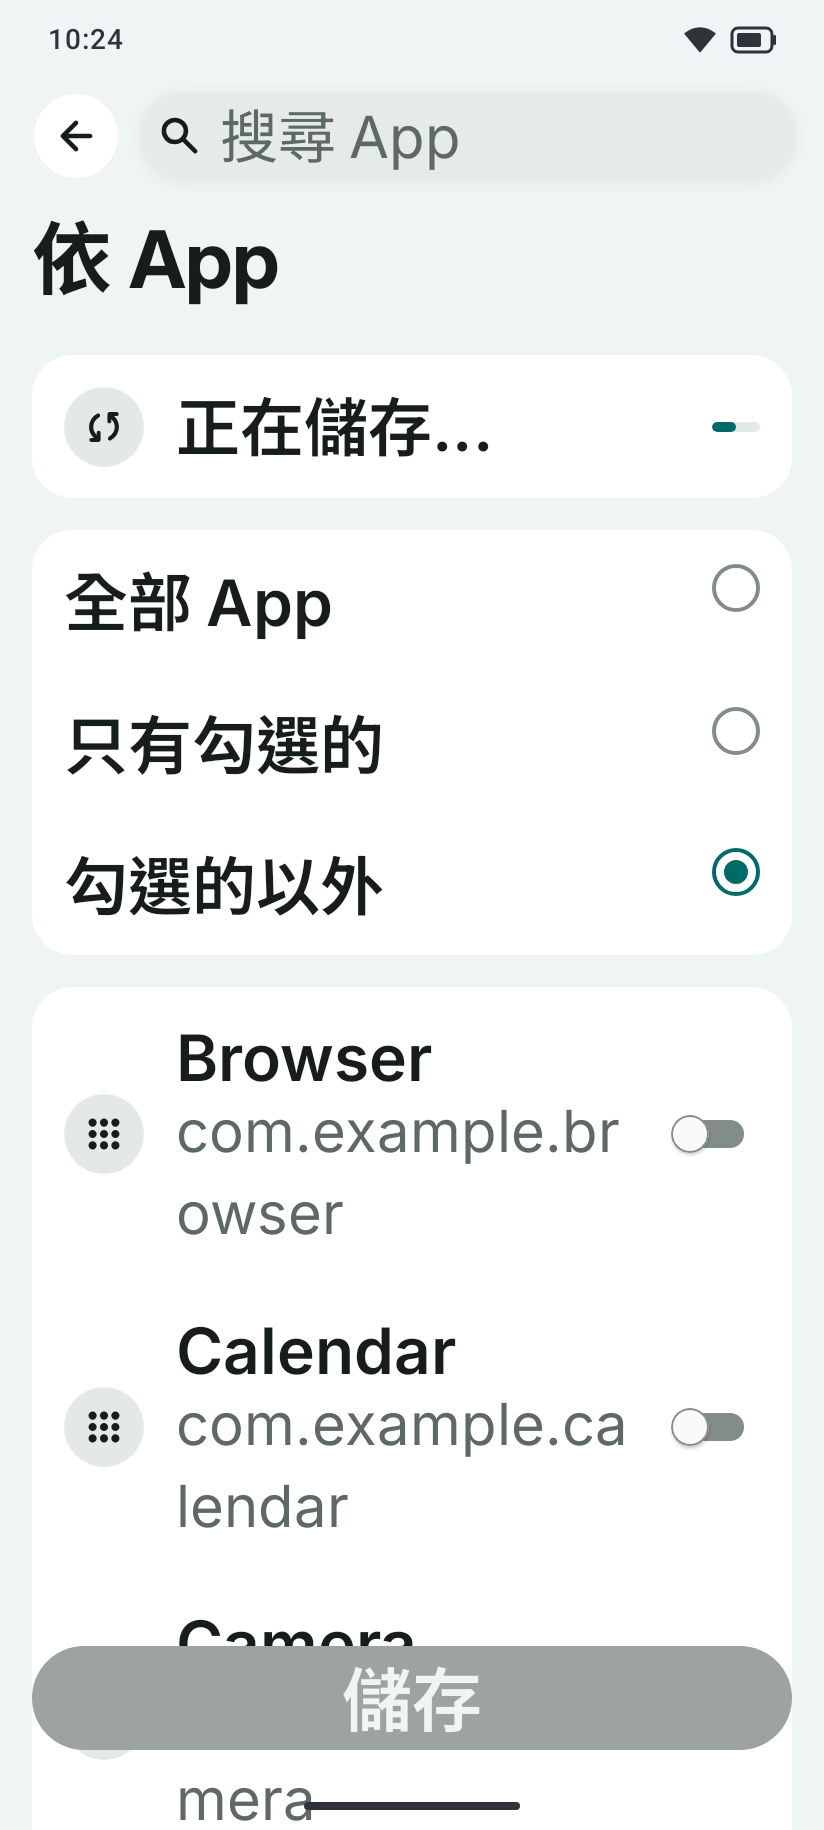 10:24
搜尋 App
依 App
正在儲存...
全部 App
只有勾選的
勾選的以外
Browser
com.example.br
owser
Calendar
com.example.ca
lendar
Camera
儲存
mera